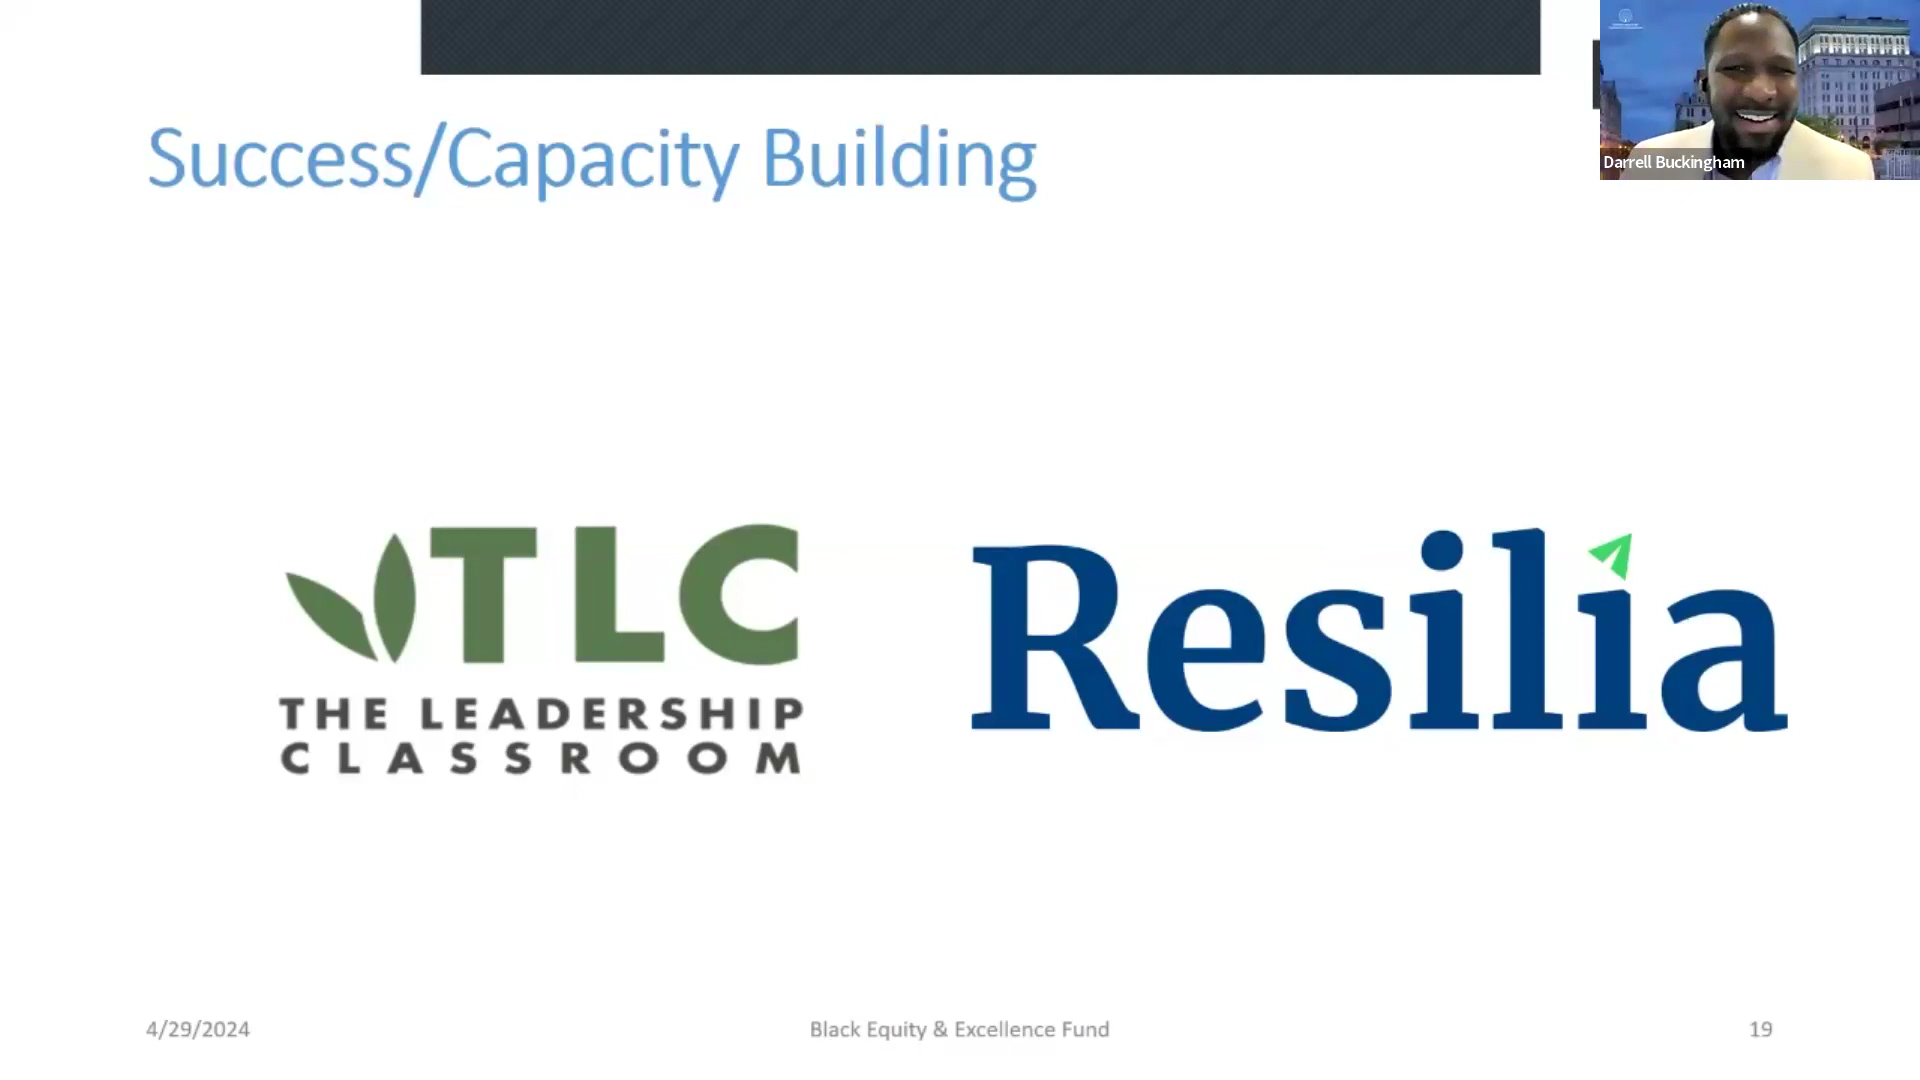 Success/Capacity Building
Darrell Buckingham
TLC
THE LEADERSHIP
CLASSROOM
Resilia
4/29/2024
Black Equity & Excellence Fund
19